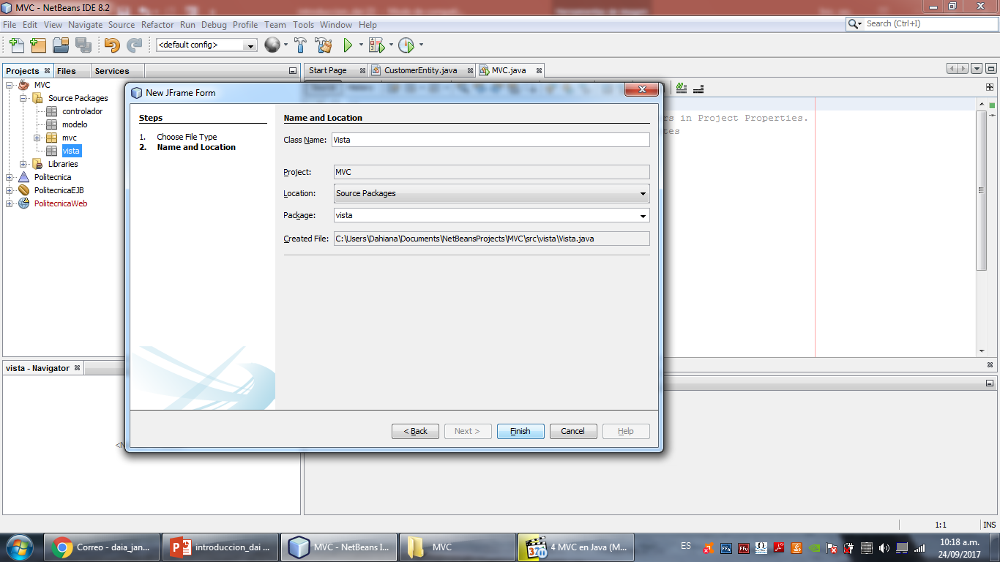 MVC - NetBeans IDE 8.2
File Edit View Navigate Source Refactor Run Debug Profile Team Tools Window Help
Search (Ctrl+I)
<default config>
Projects Files Services
Start Page CustomerEntity.java MVC.java
MVC
Source Packages
controlador
modelo
mvc
vista
Libraries
Politecnica
PolitecnicaEJB
PolitecnicaWeb
New JFrame Form
Steps
1. Choose File Type
2. Name and Location
Name and Location
Class Name: Vista
Project: MVC
Location: Source Packages
Package: vista
Created File: C:\Users\Dahiana\Documents\NetBeansProjects\MVC\src\vista\Vista.java
< Back Next > Finish Cancel Help
in Project Properties.
vista - Navigator
1:1 INS
Correo - daia_jan... introduccion_dai ... MVC - NetBeans I... MVC 4 MVC en Java (M...
ES
10:18 a.m.
24/09/2017